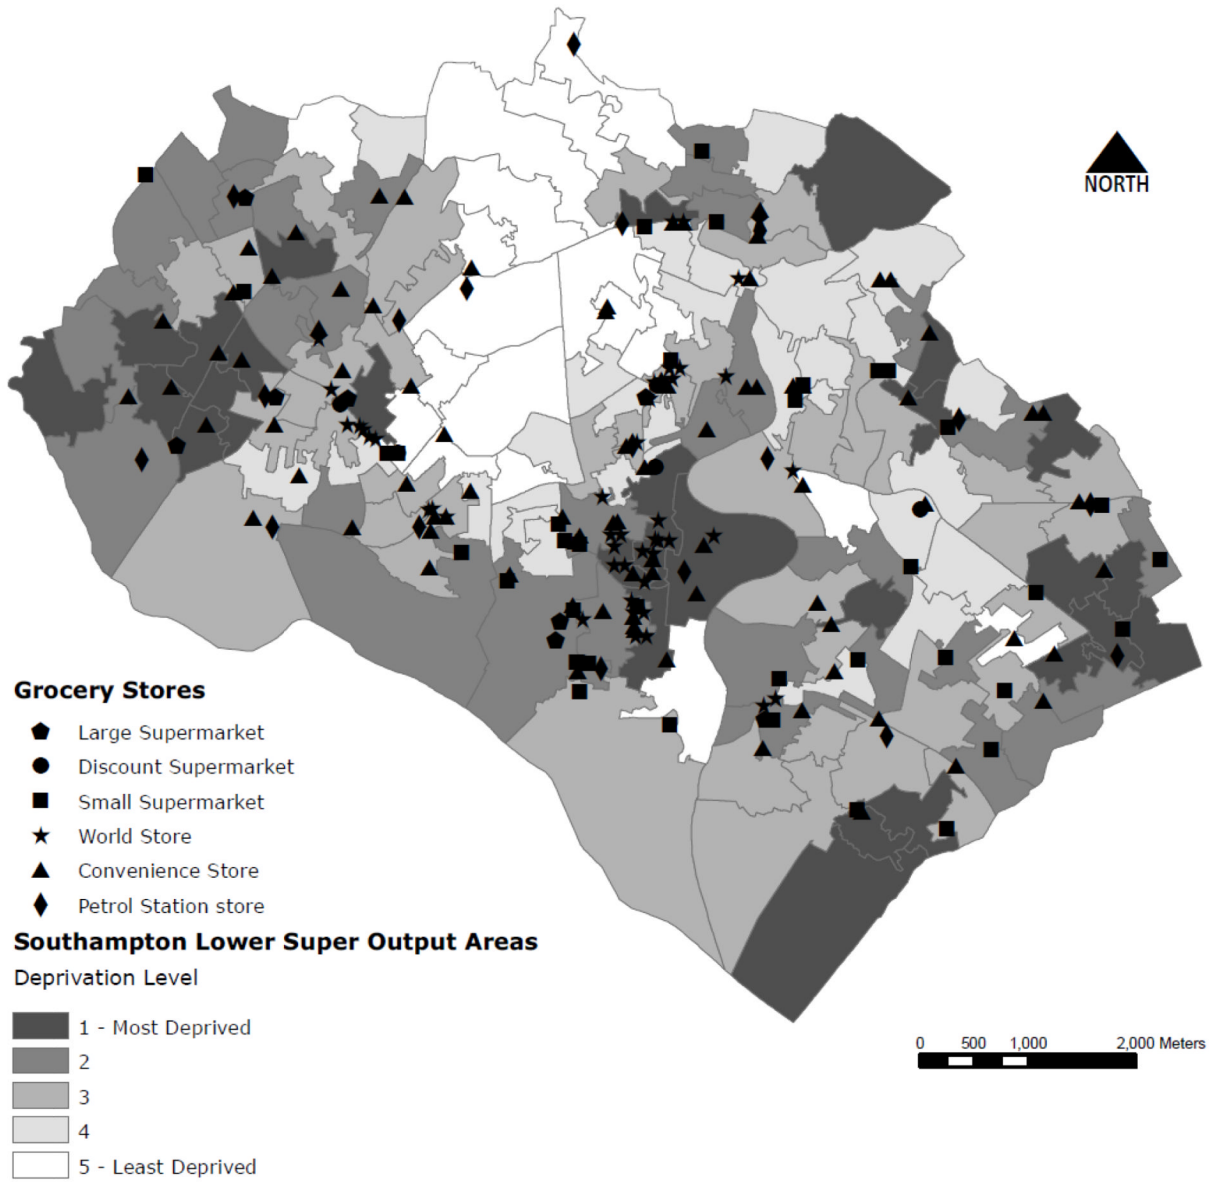 NORTH
Grocery Stores
Large Supermarket
Discount Supermarket
Small Supermarket
World Store
Convenience Store
Petrol Station store
Southampton Lower Super Output Areas
Deprivation Level
1 - Most Deprived
2
3
4
5 - Least Deprived
0 500 1,000 2,000 Meters